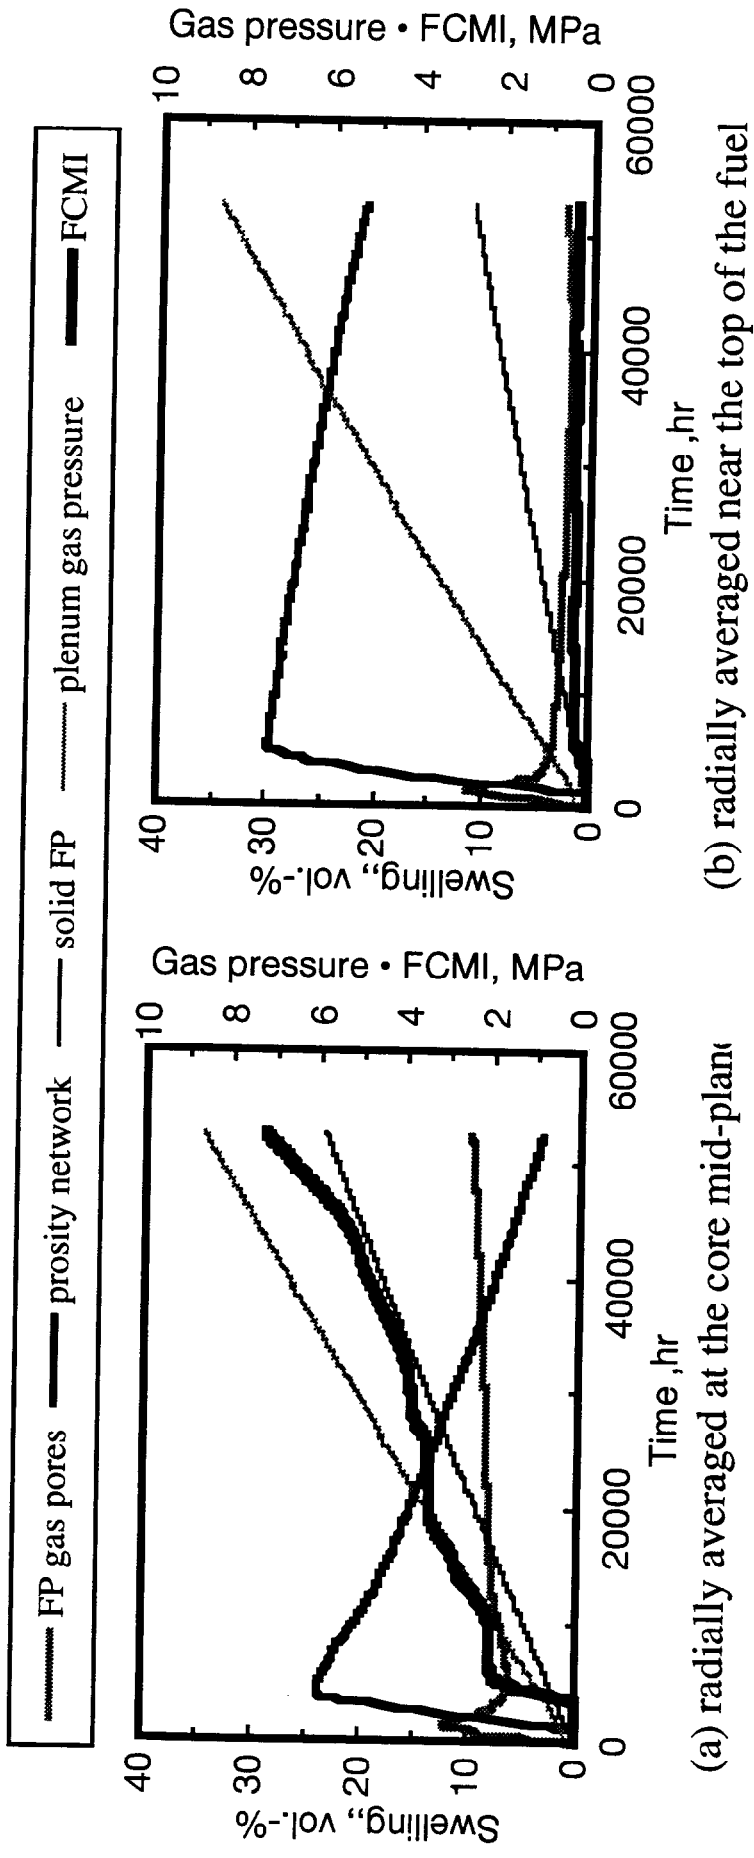 FP gas pores prosity network solid FP plenum gas pressure FCMI
Swelling,, vol.-%
40
30
20
10
0
Gas pressure • FCMI, MPa
10
8
6
4
2
0
0 20000 40000 60000
Time ,hr
(a) radially averaged at the core mid-plan
Swelling,, vol.-%
40
30
20
10
0
Gas pressure • FCMI, MPa
10
8
6
4
2
0
0 20000 40000 60000
Time ,hr
(b) radially averaged near the top of the fuel